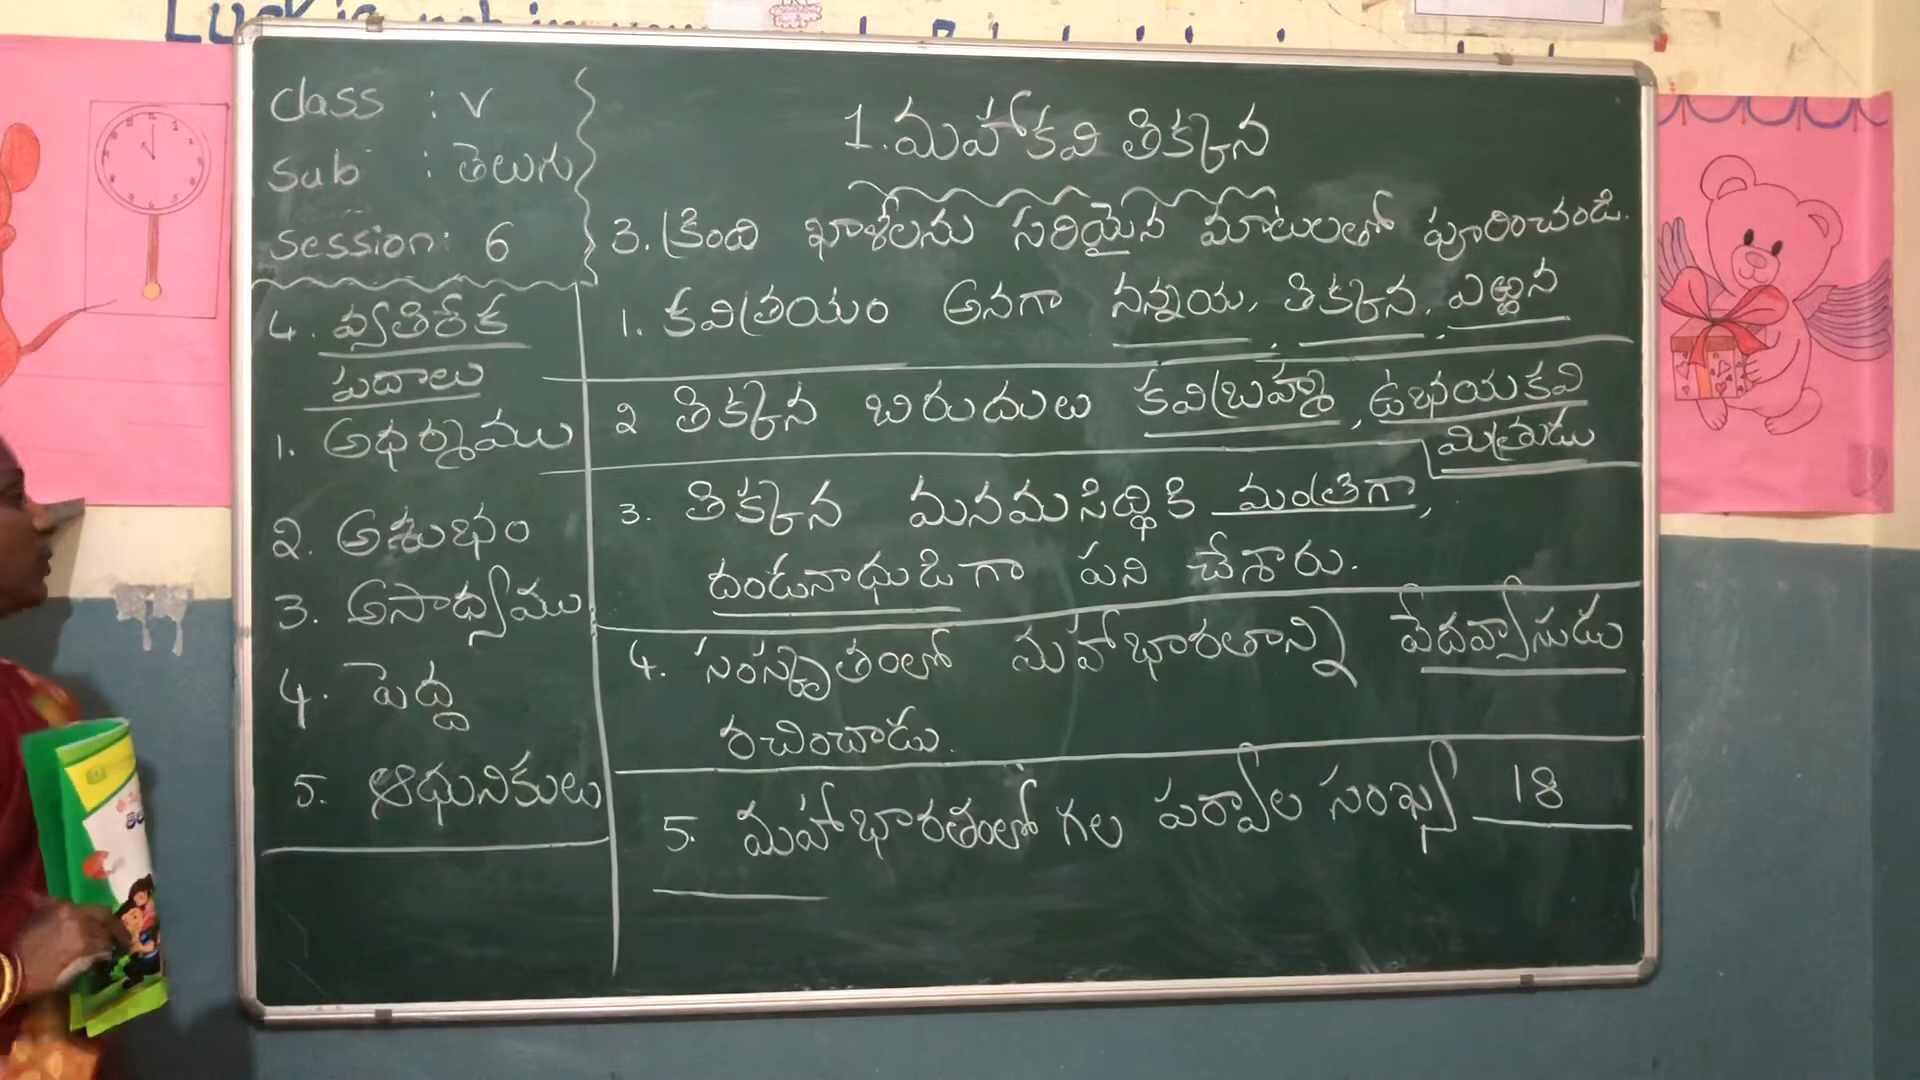 Class : V
Sub : తెలుగు
Session: 6
4. వ్యతిరేక
పదాలు
1. అధర్మము
2. అశుభం
3. అసాధ్యము
4. పెద్ద
5. ఆధునికులు
1. మహాకవి తిక్కన
3. క్రింది ఖాళీలను సరియైన మాటలతో పూరించండి.
1. కవిత్రయం అనగా నన్నయ, తిక్కన, ఎఱ్ఱన
2 తిక్కన బిరుదులు కవిబ్రహ్మ, ఉభయకవి
మిత్రుడు
3. తిక్కన మనమసిద్ధికి మంత్రిగా,
దండనాధుడిగా పని చేశారు.
4. సంస్కృతంలో మహాభారతాన్ని వేదవ్యాసుడు
రచించాడు.
5. మహాభారతంలో గల పర్వాల సంఖ్య 18